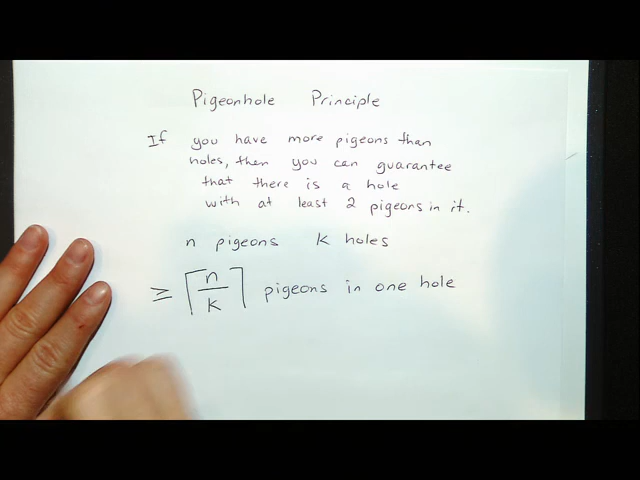 Pigeonhole Principle
If you have more pigeons than
holes, then you can guarantee
that there is a hole
with at least 2 pigeons in it.
n pigeons k holes
≥ ⌈n/k⌉ pigeons in one hole